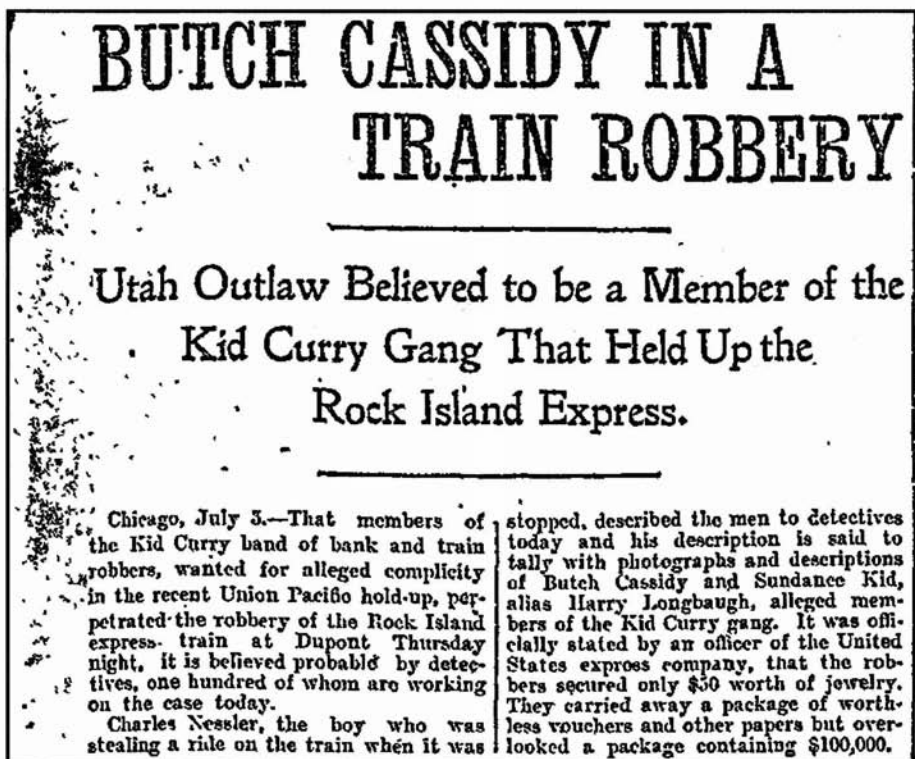 BUTCH CASSIDY IN A
TRAIN ROBBERY
Utah Outlaw Believed to be a Member of the
Kid Curry Gang That Held Up the
Rock Island Express.
Chicago, July 3.—That members of
the Kid Curry band of bank and train
robbers, wanted for alleged complicity
in the recent Union Pacific hold-up, per-
petrated the robbery of the Rock Island
express train at Dupont Thursday
night, it is believed probable by detec-
tives, one hundred of whom are working
on the case today.
Charles Nessler, the boy who was
stealing a ride on the train when it was
stopped, described the men to detectives
today and his description is said to
tally with photographs and descriptions
of Butch Cassidy and Sundance Kid,
alias Harry Longbaugh, alleged mem-
bers of the Kid Curry gang. It was offi-
cially stated by an officer of the United
States express company, that the rob-
bers secured only $50 worth of jewelry.
They carried away a package of worth-
less vouchers and other papers but over-
looked a package containing $100,000.